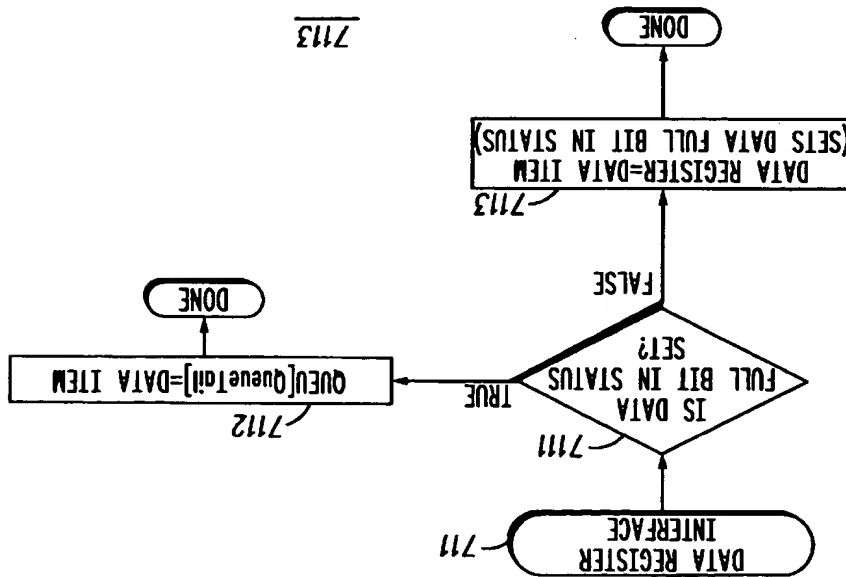 DATA REGISTER
INTERFACE
711
7111
IS DATA
FULL BIT IN STATUS
SET?
TRUE
7112
QUEU[QueueTail]=DATA ITEM
DONE
FALSE
7113
DATA REGISTER=DATA ITEM
(SETS DATA FULL BIT IN STATUS)
DONE
7113